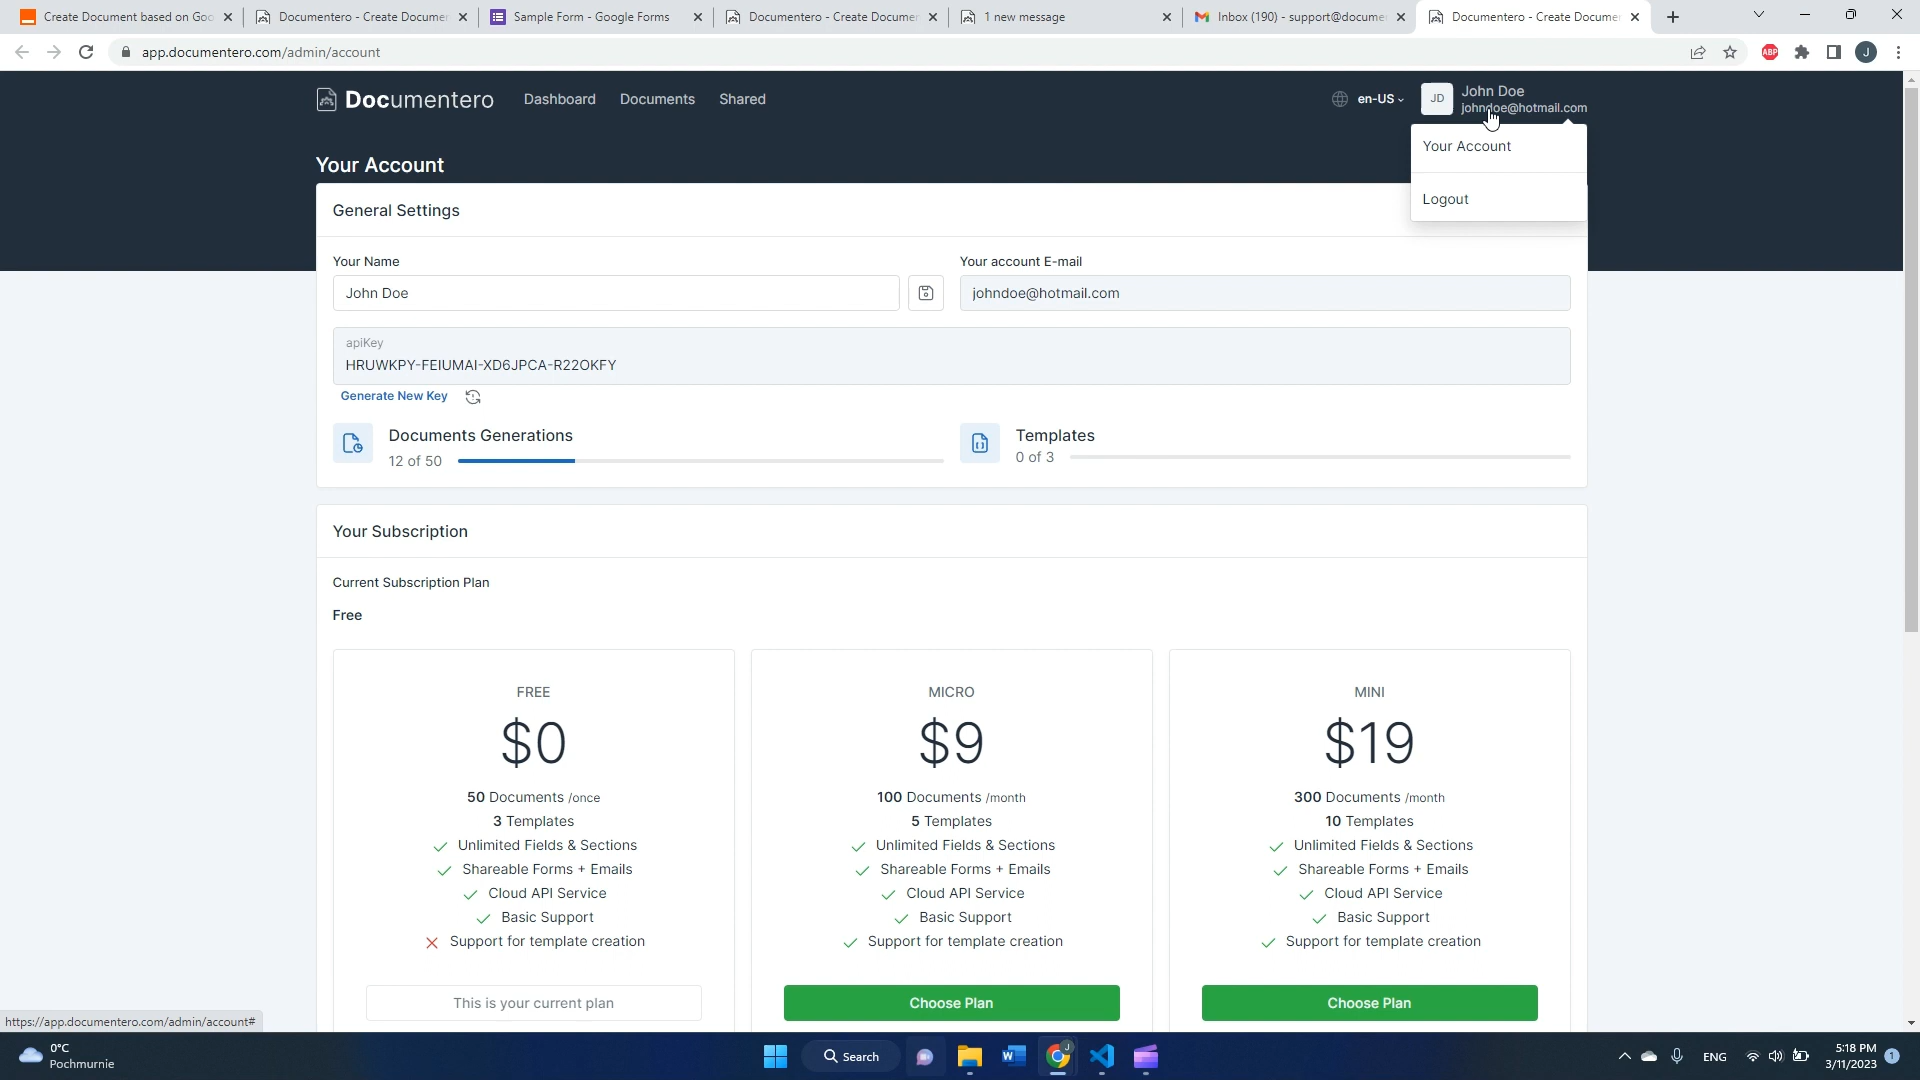 Create Document based on Goo
Documentero - Create Documer
Sample Form - Google Forms
Documentero - Create Documer
1 new message
Inbox (190) - support@docume
Documentero - Create Documer
app.documentero.com/admin/account
ABP
J
Documentero
Dashboard
Documents
Shared
en-US
JD
John Doe
johndoe@hotmail.com
Your Account
Logout
Your Account
General Settings
Your Name
Your account E-mail
John Doe
johndoe@hotmail.com
apiKey
HRUWKPY-FEIUMAI-XD6JPCA-R22OKFY
Generate New Key
Documents Generations
12 of 50
Templates
0 of 3
Your Subscription
Current Subscription Plan
Free
FREE
$0
50 Documents /once
3 Templates
Unlimited Fields & Sections
Shareable Forms + Emails
Cloud API Service
Basic Support
Support for template creation
This is your current plan
MICRO
$9
100 Documents /month
5 Templates
Unlimited Fields & Sections
Shareable Forms + Emails
Cloud API Service
Basic Support
Support for template creation
Choose Plan
MINI
$19
300 Documents /month
10 Templates
Unlimited Fields & Sections
Shareable Forms + Emails
Cloud API Service
Basic Support
Support for template creation
Choose Plan
https://app.documentero.com/admin/account#
0°C
Pochmurnie
Search
W
J
ENG
5:18 PM
3/11/2023
1